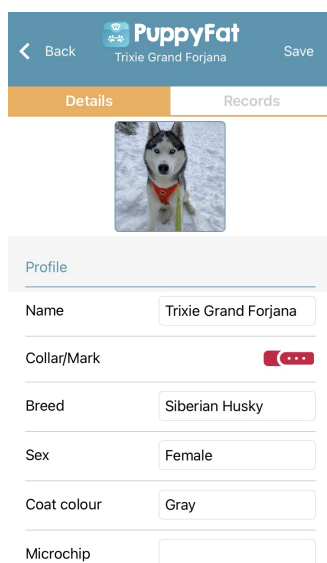 PuppyFat
Back
Trixie Grand Forjana
Save
Details
Records
Profile
Name
Trixie Grand Forjana
Collar/Mark
Breed
Siberian Husky
Sex
Female
Coat colour
Gray
Microchip